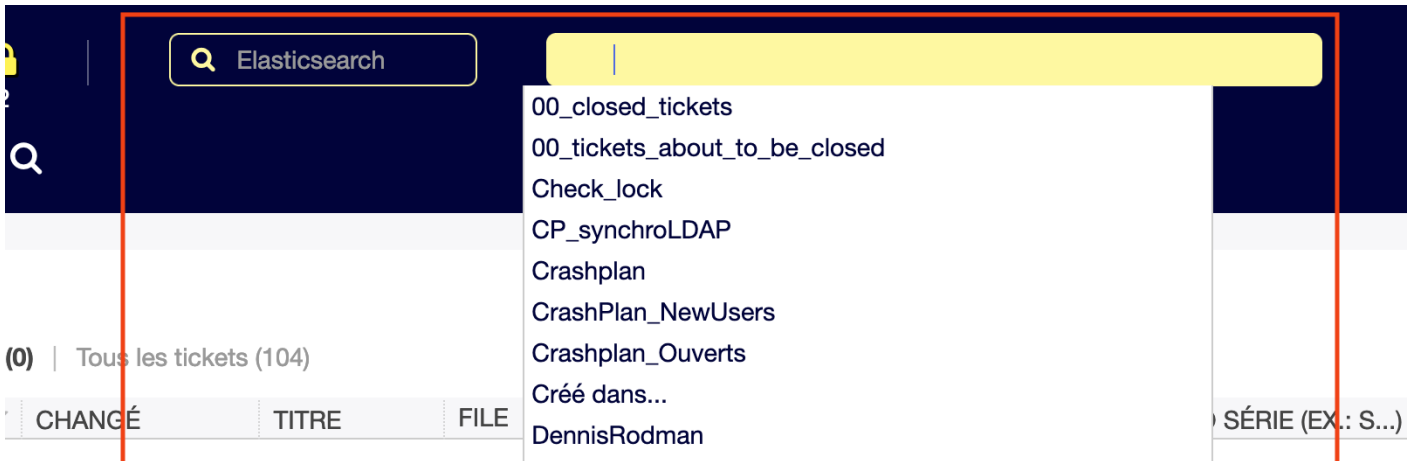 Elasticsearch
00_closed_tickets
00_tickets_about_to_be_closed
Check_lock
CP_synchroLDAP
Crashplan
CrashPlan_NewUsers
(0) | Tous les tickets (104)
Crashplan_Ouverts
Créé dans...
CHANGÉ TITRE FILE SÉRIE (EX.: S...)
DennisRodman